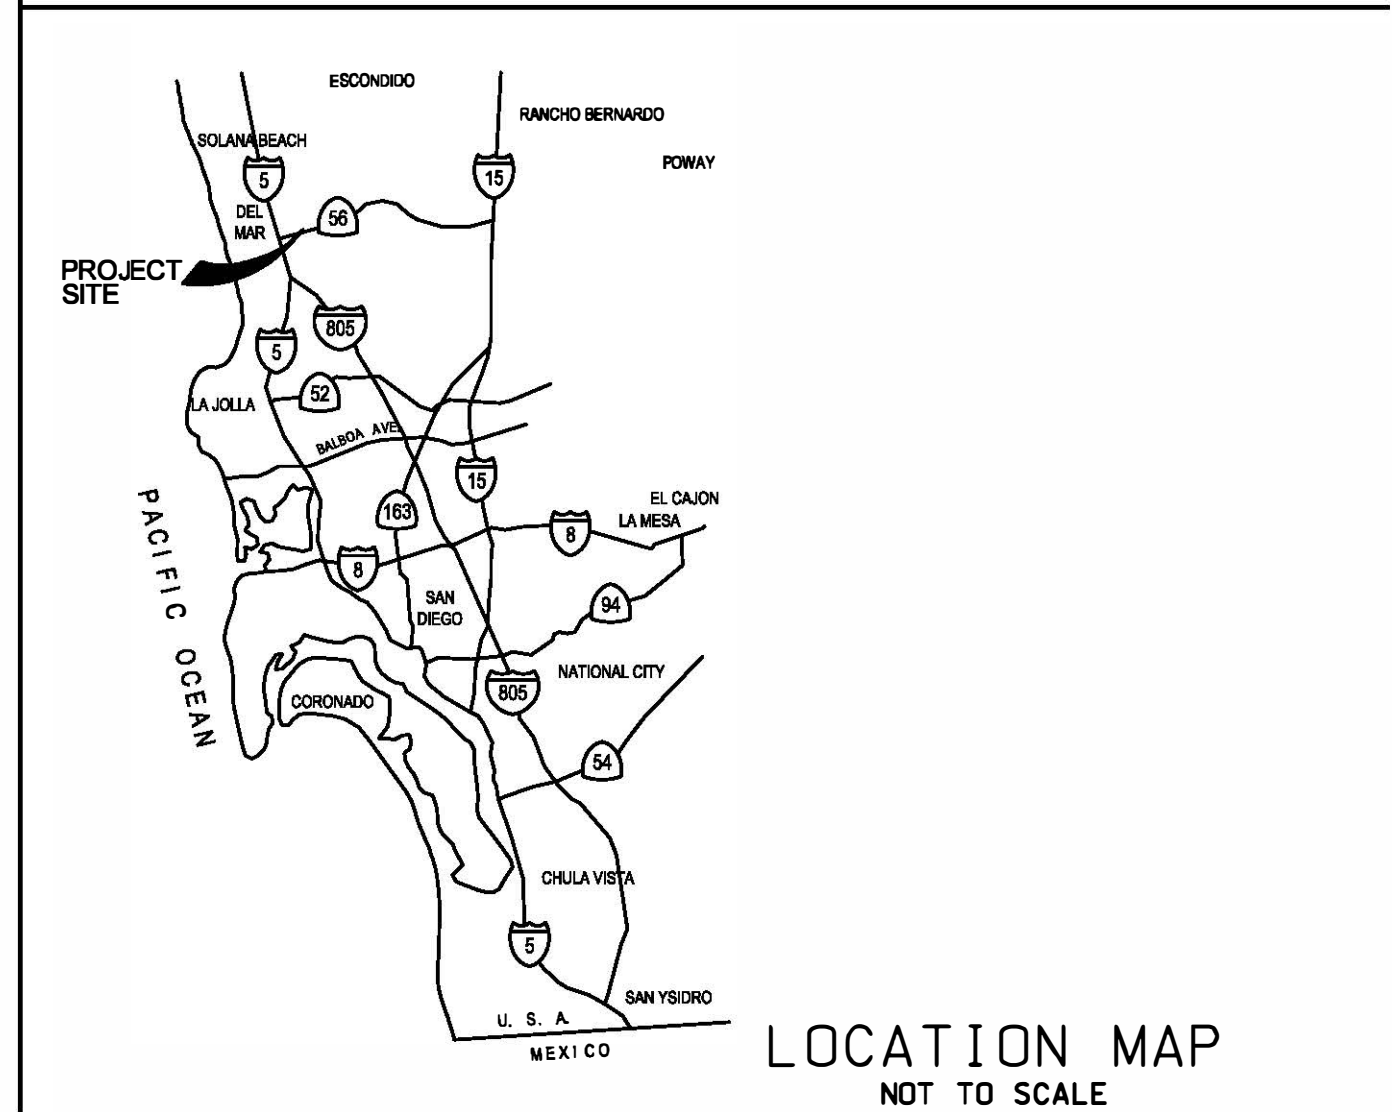 ESCONDIDO
RANCHO BERNARDO
SOLANA BEACH
POWAY
5
15
DEL
MAR
56
PROJECT
SITE
805
5
52
LA JOLLA
BALBOA AVE.
15
EL CAJON
163
LA MESA
8
8
PACIFIC OCEAN
SAN
DIEGO
94
NATIONAL CITY
805
CORONADO
54
CHULA VISTA
5
SAN YSIDRO
U. S. A.
MEXICO
LOCATION MAP
NOT TO SCALE